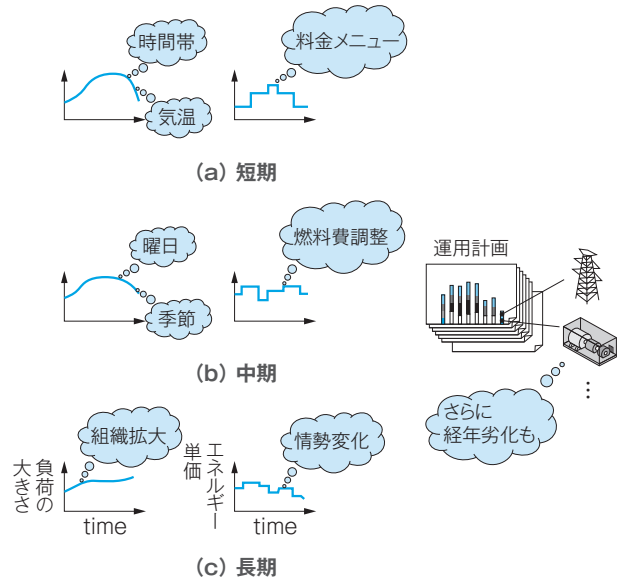 時間帯
気温
料金メニュー
(a) 短期
曜日
季節
燃料費調整
(b) 中期
組織拡大
負荷の
大きさ
time
情勢変化
エネルギー
単価
time
(c) 長期
運用計画
⋮
さらに
経年劣化も